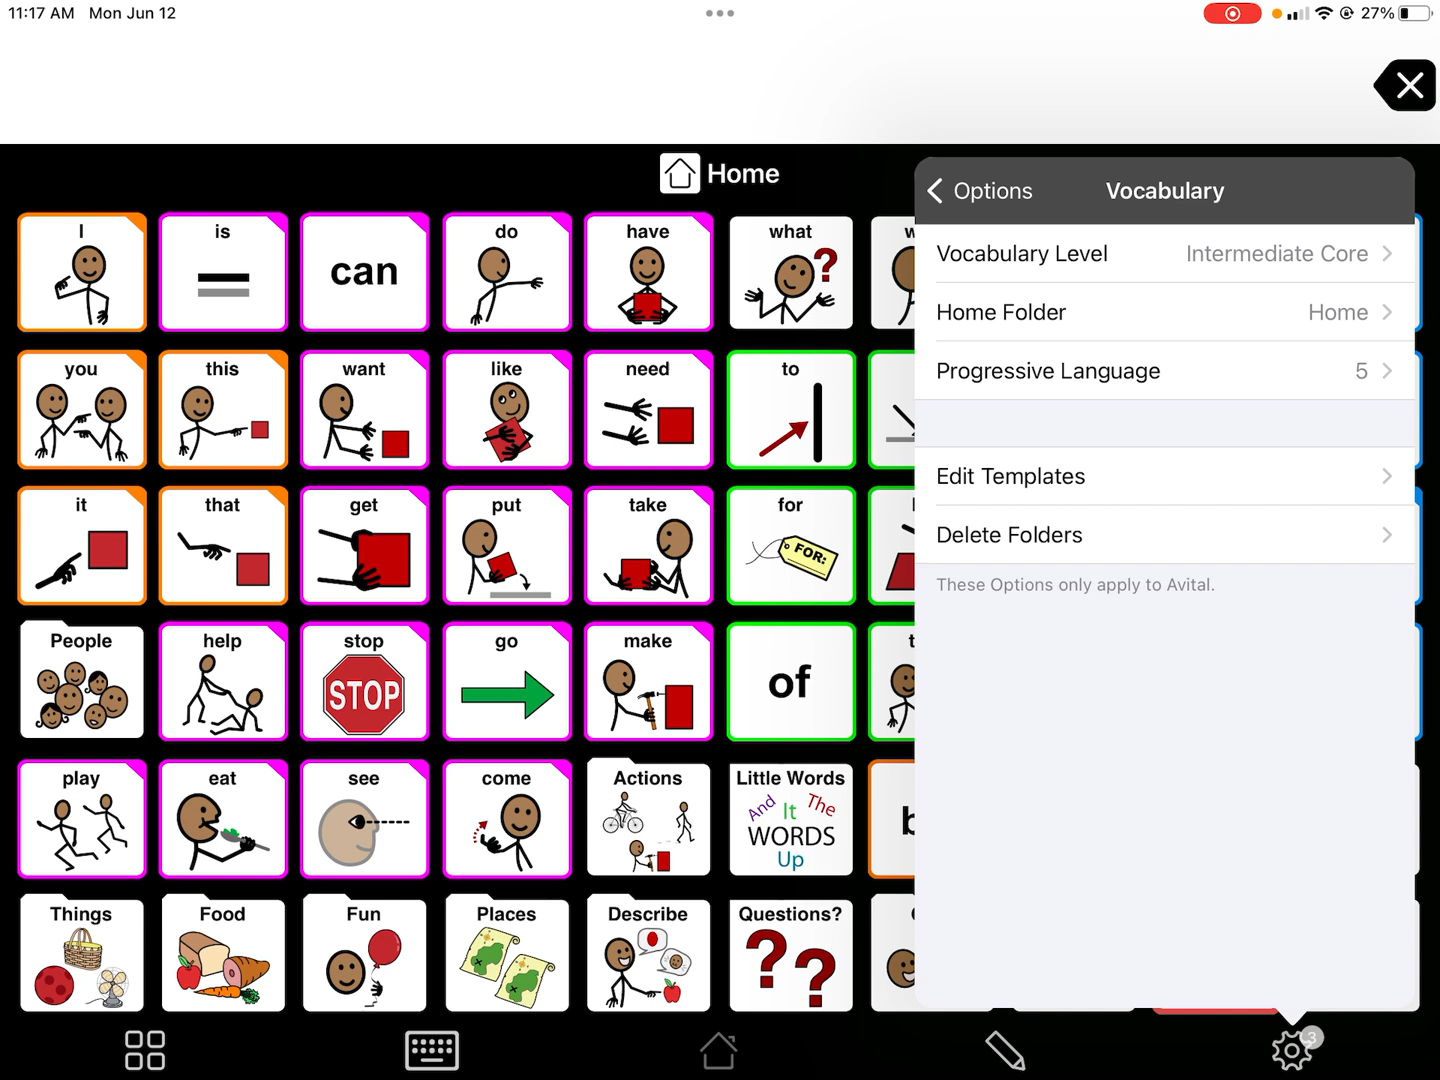 11:17 AM Mon Jun 12
27%
Home
Options
Vocabulary
I
is
can
do
have
what
you
this
want
like
need
to
it
that
get
put
take
for
FOR:
People
help
stop
STOP
go
make
of
play
eat
see
come
Actions
Little Words
And It The
WORDS
Up
Things
Food
Fun
Places
Describe
Questions?
Vocabulary Level Intermediate Core
Home Folder Home
Progressive Language 5
Edit Templates
Delete Folders
These Options only apply to Avital.
3